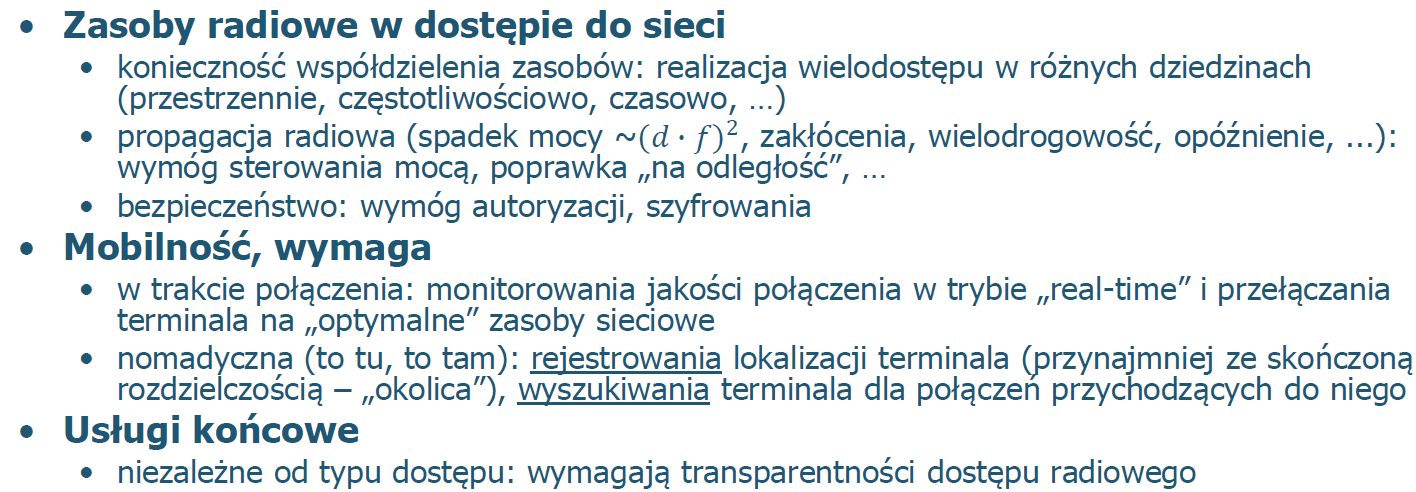 • Zasoby radiowe w dostępie do sieci
• konieczność współdzielenia zasobów: realizacja wielodostępu w różnych dziedzinach
(przestrzennie, częstotliwościowo, czasowo, …)
• propagacja radiowa (spadek mocy ~(d · f)², zakłócenia, wielodrogowość, opóźnienie, …):
wymóg sterowania mocą, poprawka „na odległość”, …
• bezpieczeństwo: wymóg autoryzacji, szyfrowania
• Mobilność, wymaga
• w trakcie połączenia: monitorowania jakości połączenia w trybie „real-time” i przełączania
terminala na „optymalne” zasoby sieciowe
• nomadyczna (to tu, to tam): rejestrowania lokalizacji terminala (przynajmniej ze skończoną
rozdzielczością – „okolica”), wyszukiwania terminala dla połączeń przychodzących do niego
• Usługi końcowe
• niezależne od typu dostępu: wymagają transparentności dostępu radiowego